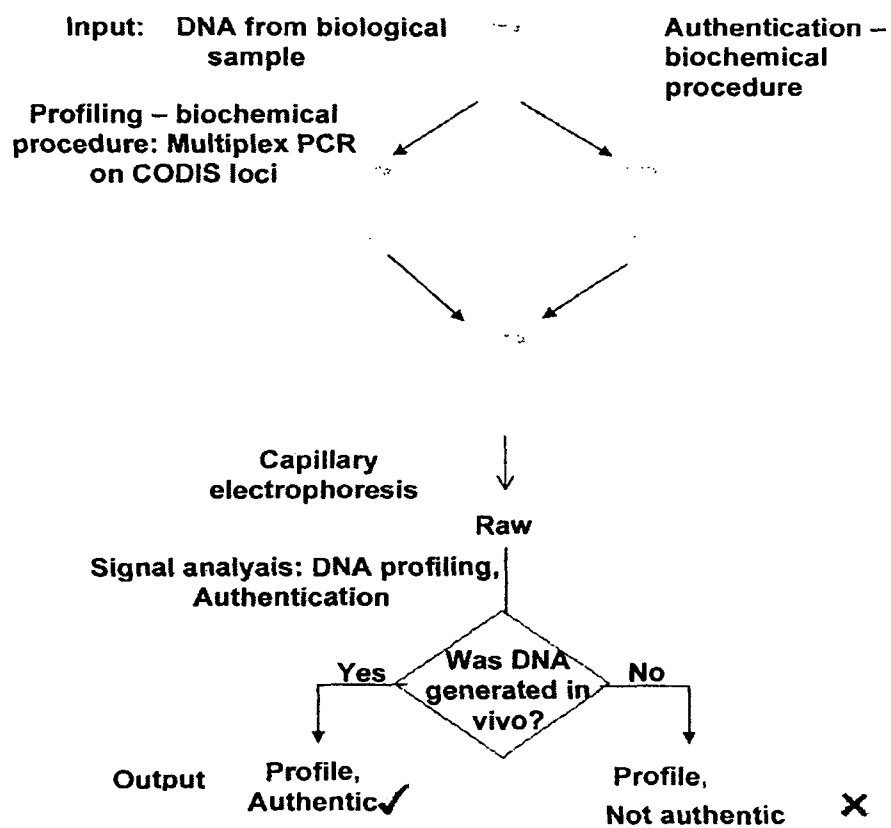 Input: DNA from biological
sample
Authentication –
biochemical
procedure
Profiling – biochemical
procedure: Multiplex PCR
on CODIS loci
Capillary
electrophoresis
Raw
Signal analyais: DNA profiling,
Authentication
Yes
Was DNA
generated in
vivo?
No
Output
Profile,
Authentic
Profile,
Not authentic